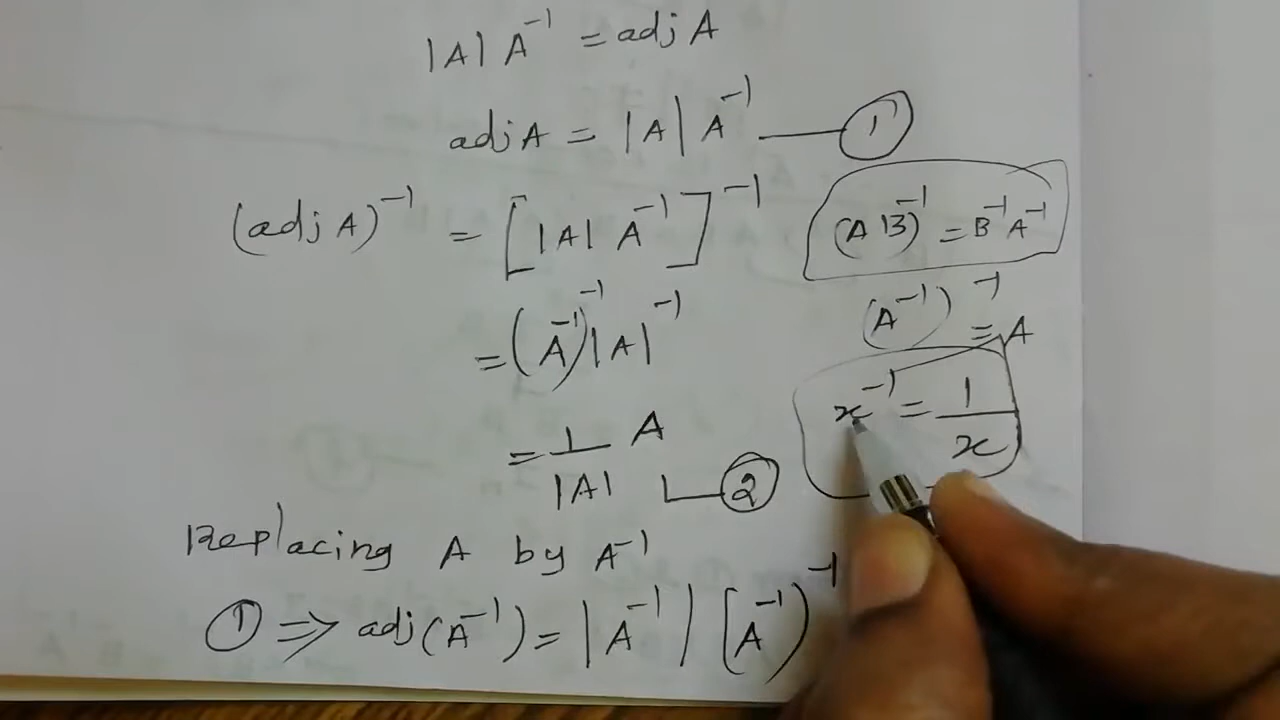 |A| A⁻¹ = adj A
adj A = |A| A⁻¹ — ①
(adj A)⁻¹ = [|A| A⁻¹]⁻¹
(AB)⁻¹ = B⁻¹ A⁻¹
= (A⁻¹)⁻¹ |A|⁻¹
(A⁻¹)⁻¹ = A
x⁻¹ = 1/x
= 1/|A| A — ②
Replacing A by A⁻¹
① ⇒ adj(A⁻¹) = |A⁻¹| (A⁻¹)⁻¹